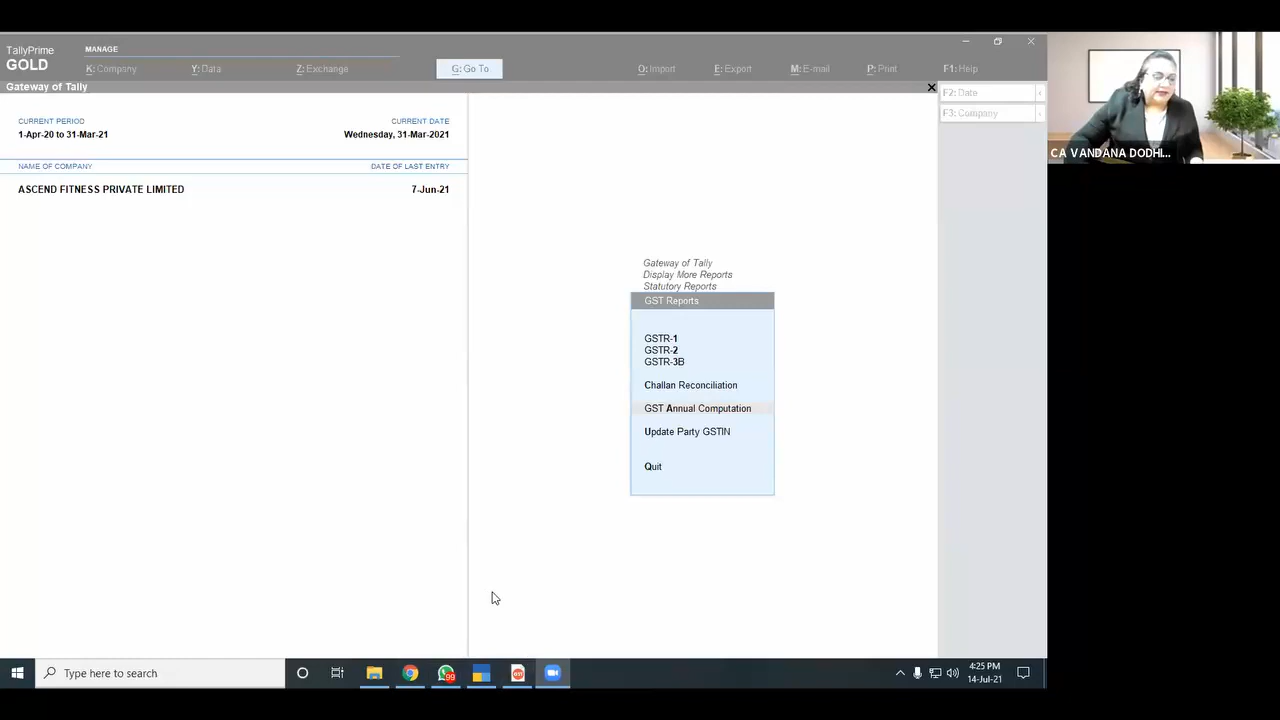 TallyPrime
GOLD
MANAGE
K: Company
Y: Data
Z: Exchange
G: Go To
O: Import
E: Export
M: E-mail
P: Print
F1: Help
Gateway of Tally
F2: Date
F3: Company
CURRENT PERIOD
CURRENT DATE
1-Apr-20 to 31-Mar-21
Wednesday, 31-Mar-2021
NAME OF COMPANY
DATE OF LAST ENTRY
ASCEND FITNESS PRIVATE LIMITED
7-Jun-21
Gateway of Tally
Display More Reports
Statutory Reports
GST Reports
GSTR-1
GSTR-2
GSTR-3B
Challan Reconciliation
GST Annual Computation
Update Party GSTIN
Quit
CA VANDANA DODHI...
Type here to search
99
4:25 PM
14-Jul-21